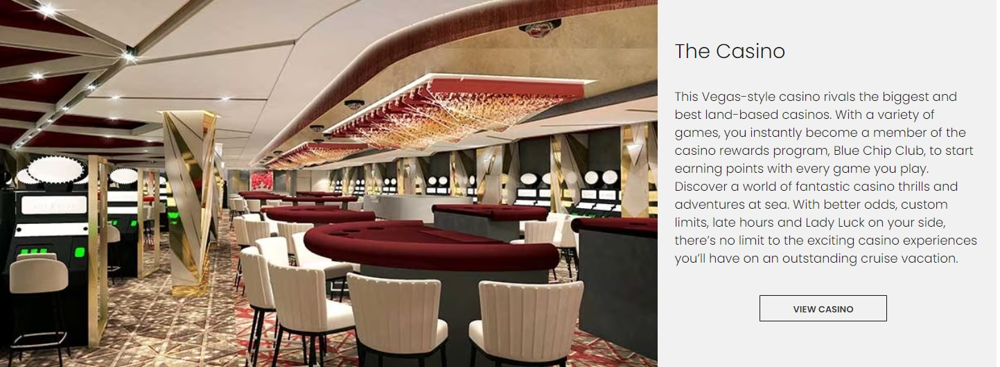 The Casino
This Vegas-style casino rivals the biggest and
best land-based casinos. With a variety of
games, you instantly become a member of the
casino rewards program, Blue Chip Club, to start
earning points with every game you play.
Discover a world of fantastic casino thrills and
adventures at sea. With better odds, custom
limits, late hours and Lady Luck on your side,
there's no limit to the exciting casino experiences
you'll have on an outstanding cruise vacation.
VIEW CASINO